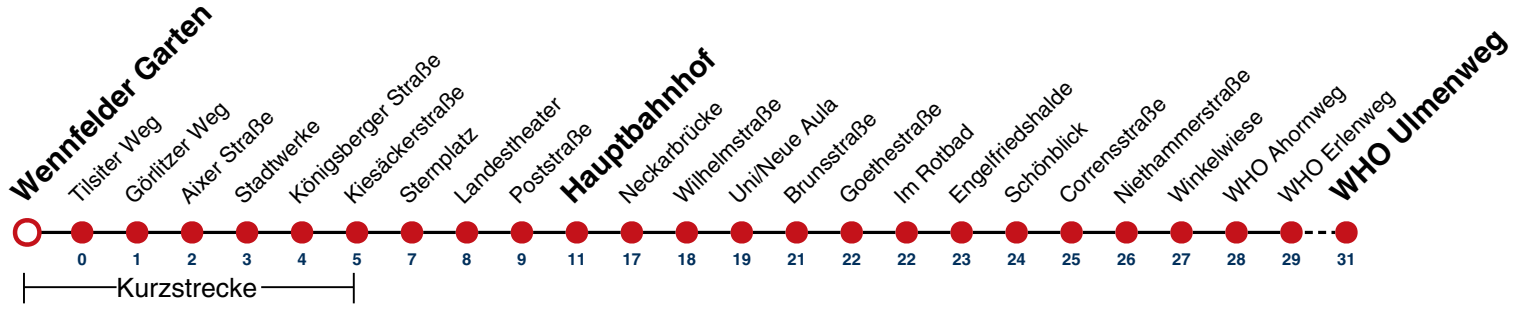 Wennfelder Garten
Tilsiter Weg
Görlitzer Weg
Aixer Straße
Stadtwerke
Königsberger Straße
Kiesäckerstraße
Sternplatz
Landestheater
Poststraße
Hauptbahnhof
Neckarbrücke
Wilhelmstraße
Uni/Neue Aula
Brunsstraße
Goethestraße
Im Rotbad
Engelfriedshalde
Schönblick
Corrensstraße
Niethammerstraße
Winkelwiese
WHO Ahornweg
WHO Erlenweg
WHO Ulmenweg
0 1 2 3 4 5 7 8 9 11 17 18 19 21 22 22 23 24 25 26 27 28 29 31
Kurzstrecke